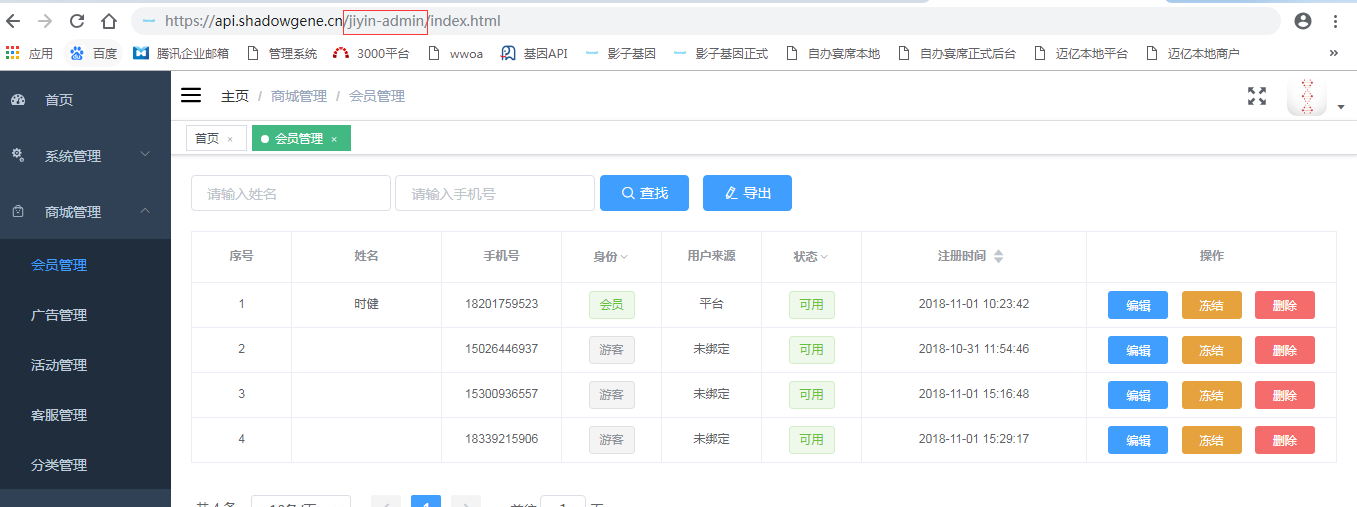 https://api.shadowgene.cn/jiyin-admin/index.html
应用 百度 腾讯企业邮箱 管理系统 3000平台 wwoa 基因API 影子基因 影子基因正式 自办宴席本地 自办宴席正式后台 迈亿本地平台 迈亿本地商户 »
首页 主页 / 商城管理 / 会员管理
首页 × 会员管理 ×
系统管理
请输入姓名 请输入手机号 查找 导出
商城管理
序号 姓名 手机号 身份 用户来源 状态 注册时间 操作
会员管理
1 时健 18201759523 会员 平台 可用 2018-11-01 10:23:42 编辑 冻结 删除
广告管理
2 15026446937 游客 未绑定 可用 2018-10-31 11:54:46 编辑 冻结 删除
活动管理
3 15300936557 游客 未绑定 可用 2018-11-01 15:16:48 编辑 冻结 删除
客服管理
4 18339215906 游客 未绑定 可用 2018-11-01 15:29:17 编辑 冻结 删除
分类管理
共 4 条 10条/页 1 前往 1 页